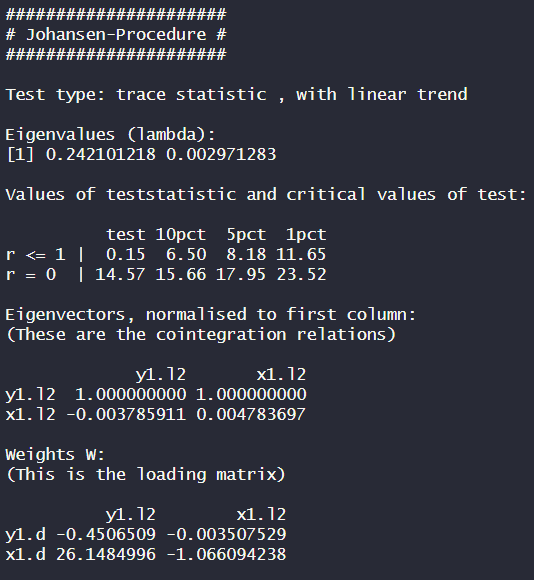 ######################
# Johansen-Procedure #
######################
Test type: trace statistic , with linear trend
Eigenvalues (lambda):
[1] 0.242101218 0.002971283
Values of teststatistic and critical values of test:
test 10pct 5pct 1pct
r <= 1 | 0.15 6.50 8.18 11.65
r = 0 | 14.57 15.66 17.95 23.52
Eigenvectors, normalised to first column:
(These are the cointegration relations)
y1.l2 x1.l2
y1.l2 1.000000000 1.000000000
x1.l2 -0.003785911 0.004783697
Weights W:
(This is the loading matrix)
y1.l2 x1.l2
y1.d -0.4506509 -0.003507529
x1.d 26.1484996 -1.066094238